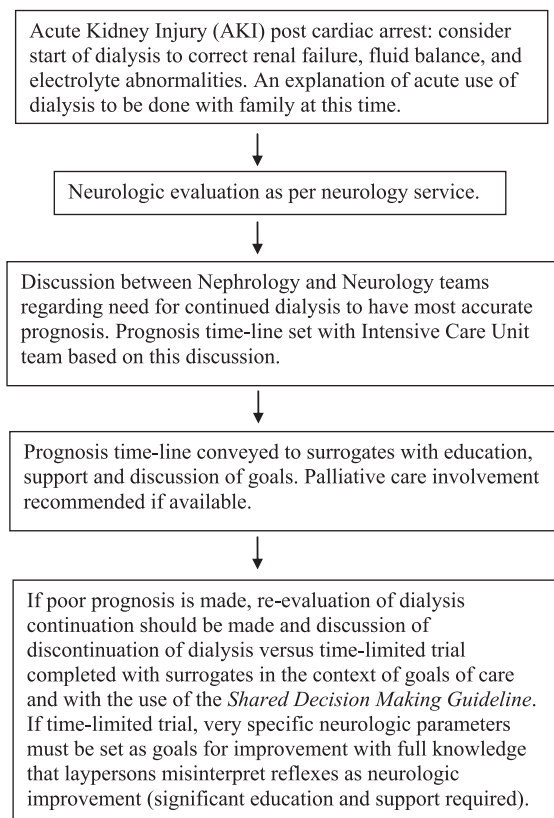 Acute Kidney Injury (AKI) post cardiac arrest: consider
start of dialysis to correct renal failure, fluid balance, and
electrolyte abnormalities. An explanation of acute use of
dialysis to be done with family at this time.
Neurologic evaluation as per neurology service.
Discussion between Nephrology and Neurology teams
regarding need for continued dialysis to have most accurate
prognosis. Prognosis time-line set with Intensive Care Unit
team based on this discussion.
Prognosis time-line conveyed to surrogates with education,
support and discussion of goals. Palliative care involvement
recommended if available.
If poor prognosis is made, re-evaluation of dialysis
continuation should be made and discussion of
discontinuation of dialysis versus time-limited trial
completed with surrogates in the context of goals of care
and with the use of the Shared Decision Making Guideline.
If time-limited trial, very specific neurologic parameters
must be set as goals for improvement with full knowledge
that laypersons misinterpret reflexes as neurologic
improvement (significant education and support required).